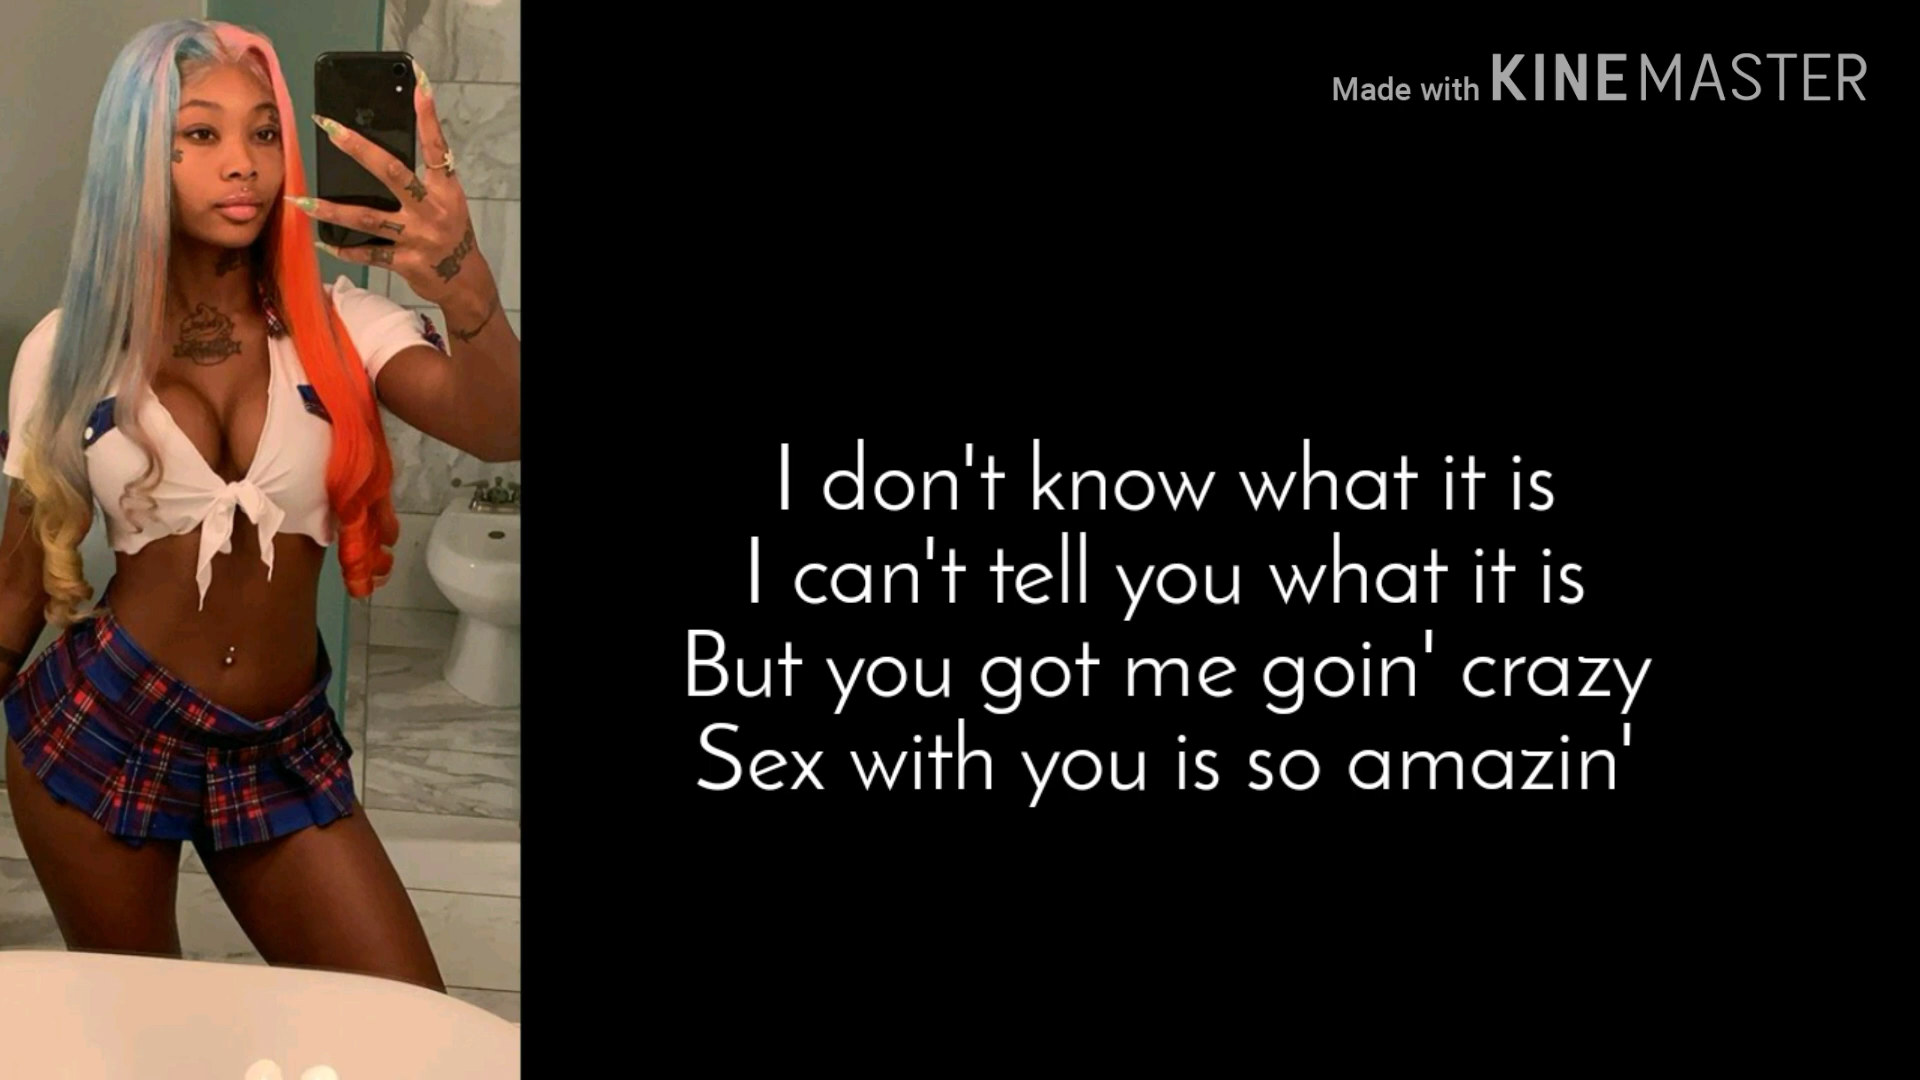 Made with KINEMASTER
I don't know what it is
I can't tell you what it is
But you got me goin' crazy
Sex with you is so amazin'